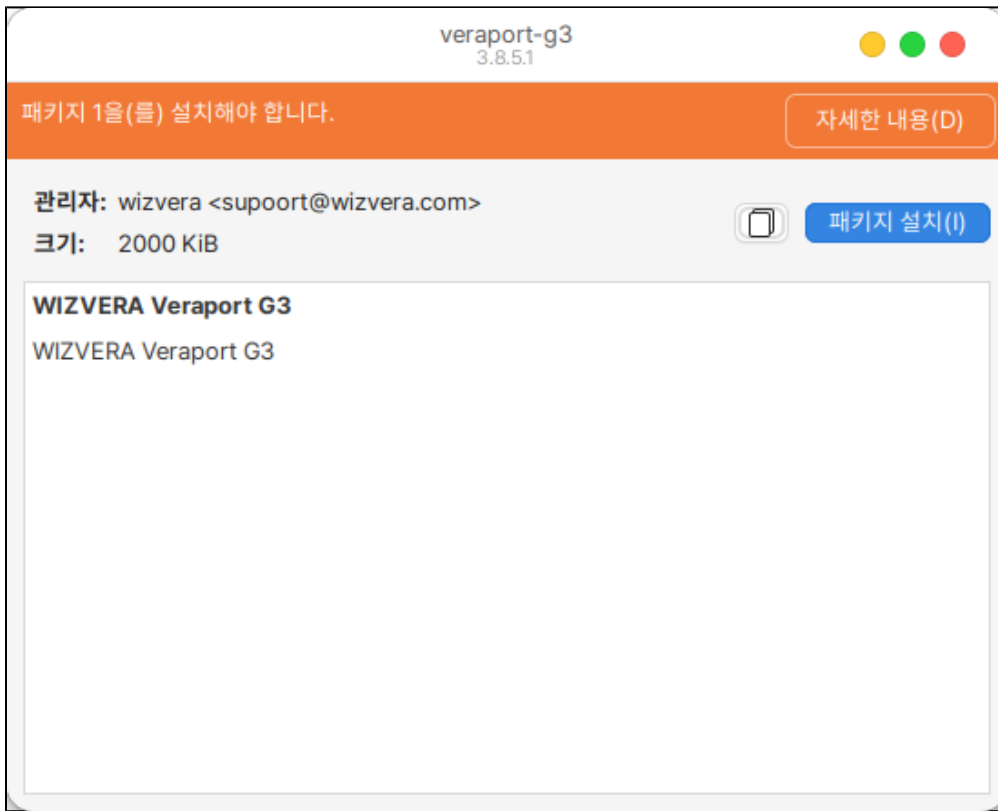 veraport-g3
3.8.5.1
패키지 1을(를) 설치해야 합니다.
자세한 내용(D)
관리자: wizvera <supoort@wizvera.com>
패키지 설치(I)
크기: 2000 KiB
WIZVERA Veraport G3
WIZVERA Veraport G3